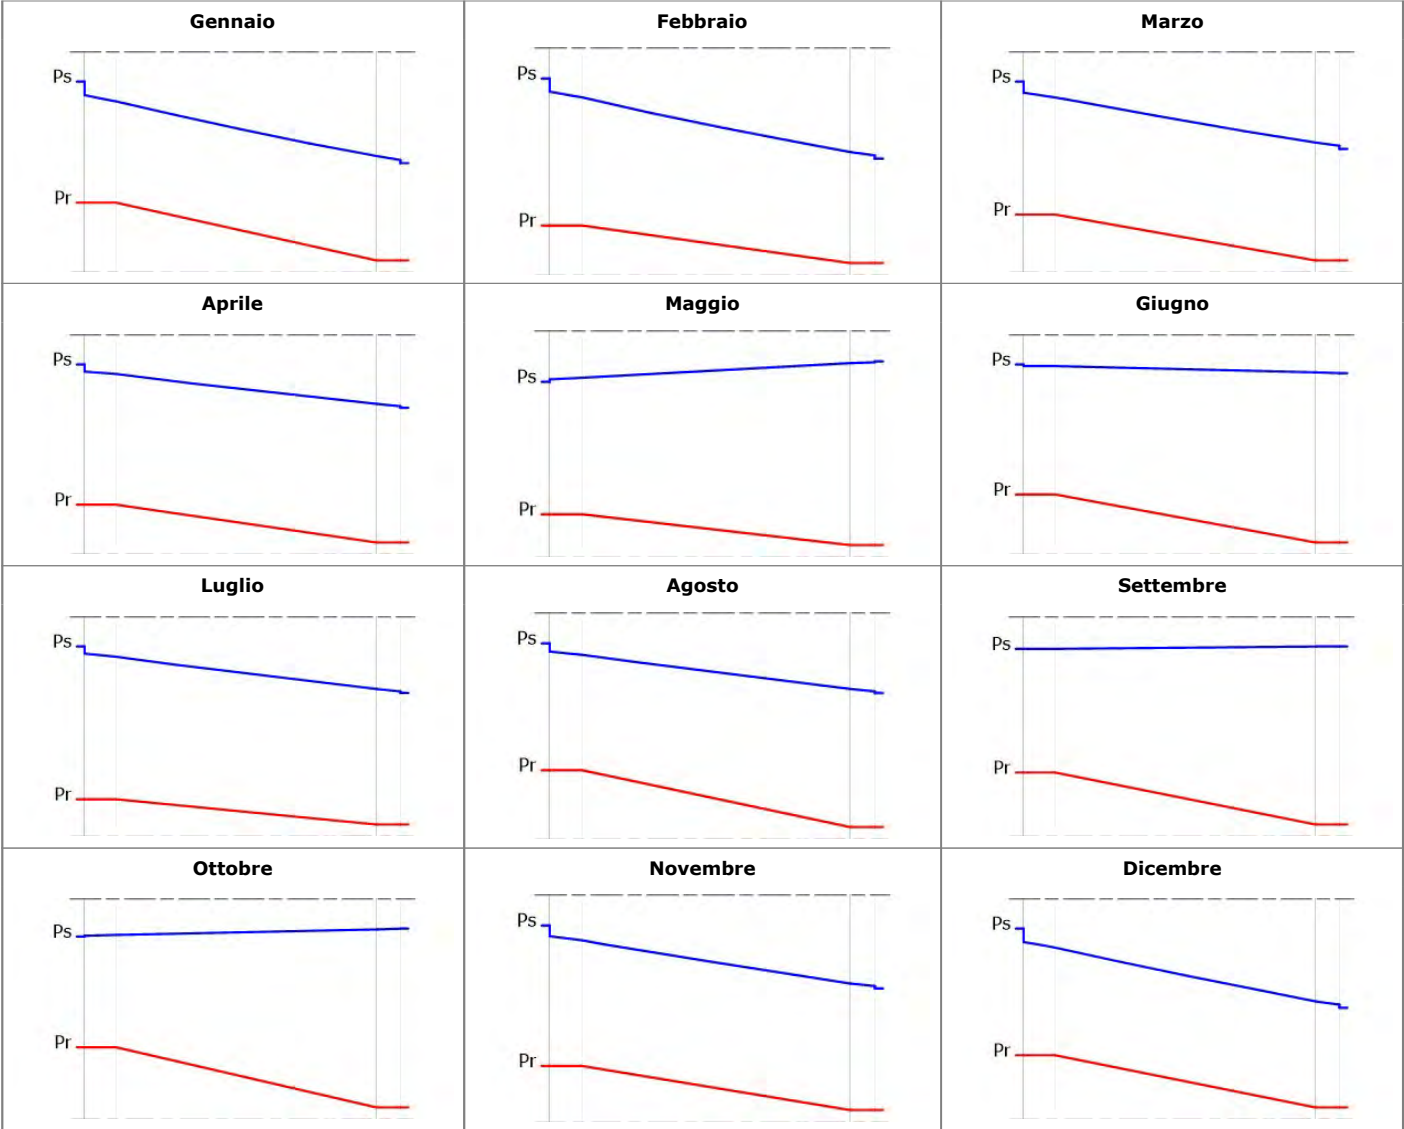 Gennaio Febbraio Marzo
Ps Ps Ps
Pr Pr Pr
Aprile Maggio Giugno
Ps Ps Ps
Pr Pr Pr
Luglio Agosto Settembre
Ps Ps Ps
Pr Pr Pr
Ottobre Novembre Dicembre
Ps Ps Ps
Pr Pr Pr